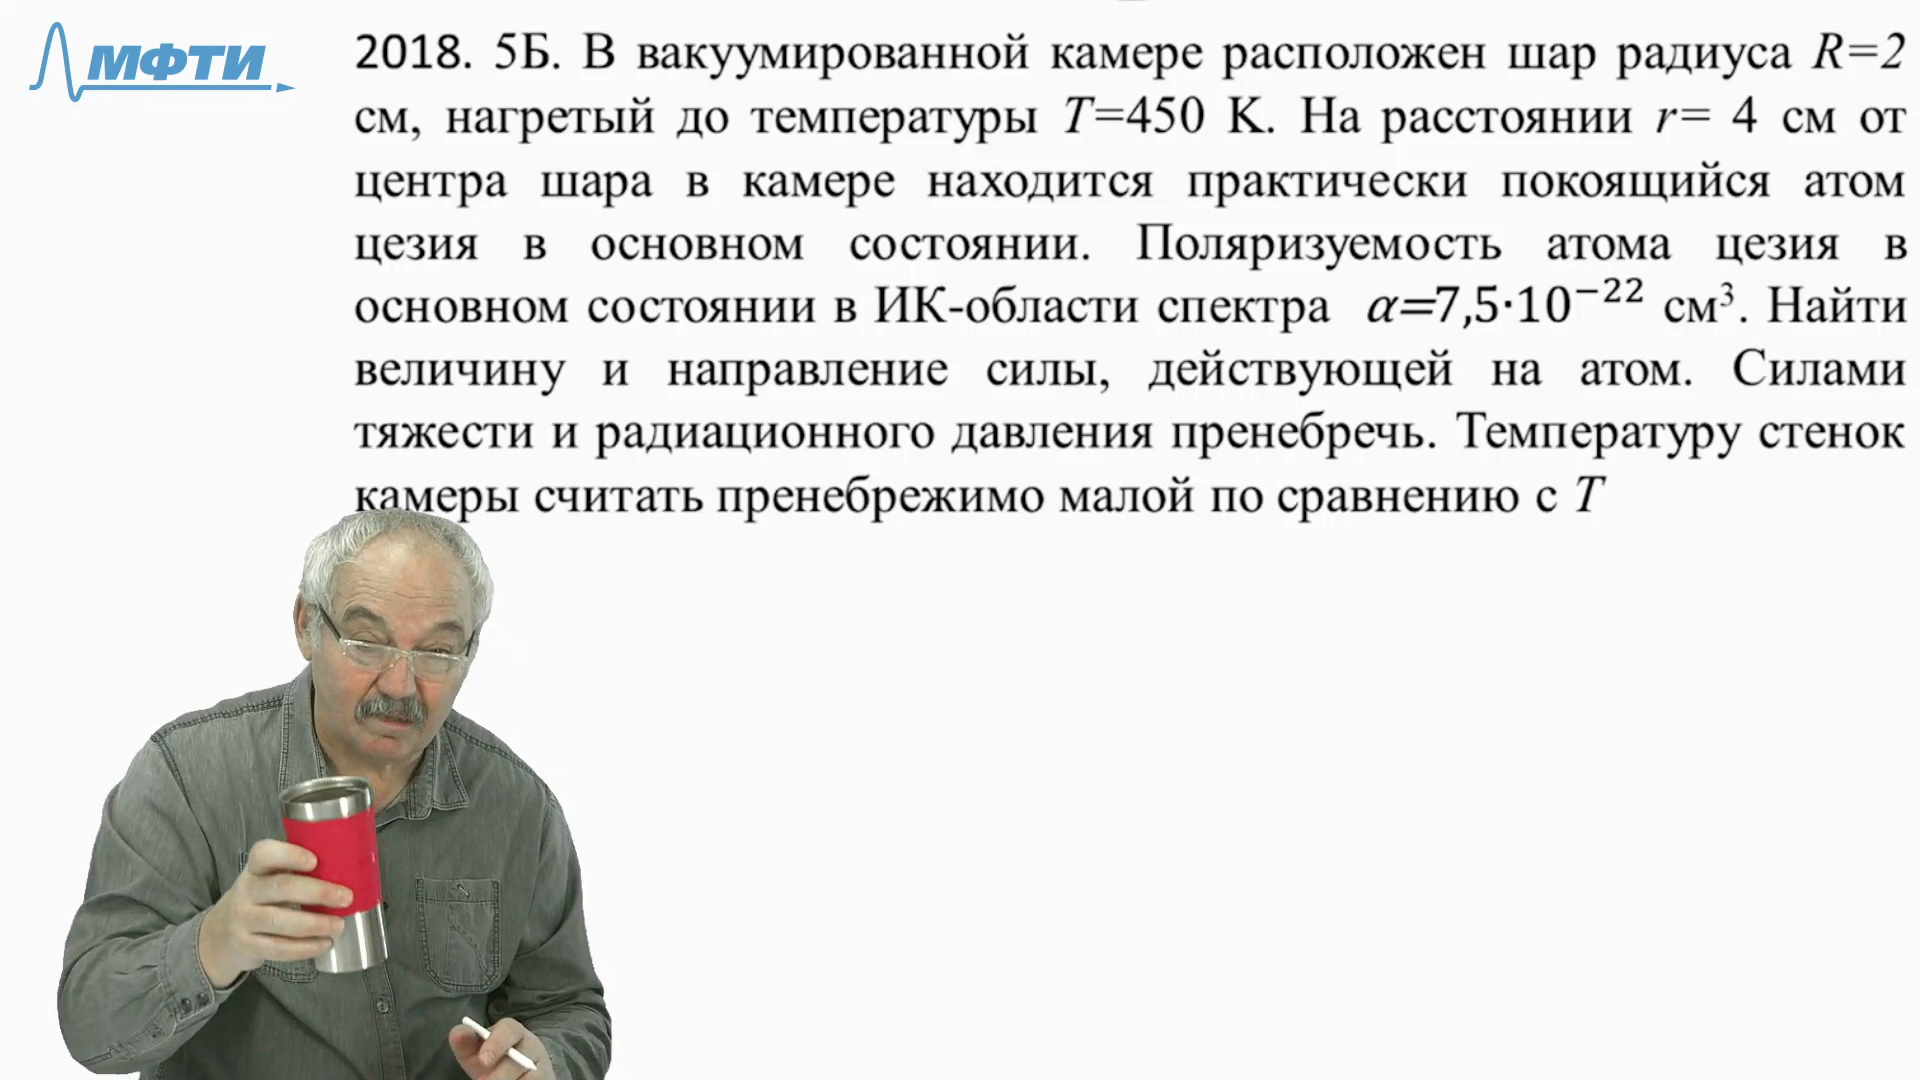 МФТИ
2018. 5Б. В вакуумированной камере расположен шар радиуса R=2
см, нагретый до температуры T=450 K. На расстоянии r= 4 см от
центра шара в камере находится практически покоящийся атом
цезия в основном состоянии. Поляризуемость атома цезия в
основном состоянии в ИК-области спектра α=7,5·10⁻²² см³. Найти
величину и направление силы, действующей на атом. Силами
тяжести и радиационного давления пренебречь. Температуру стенок
камеры считать пренебрежимо малой по сравнению с T